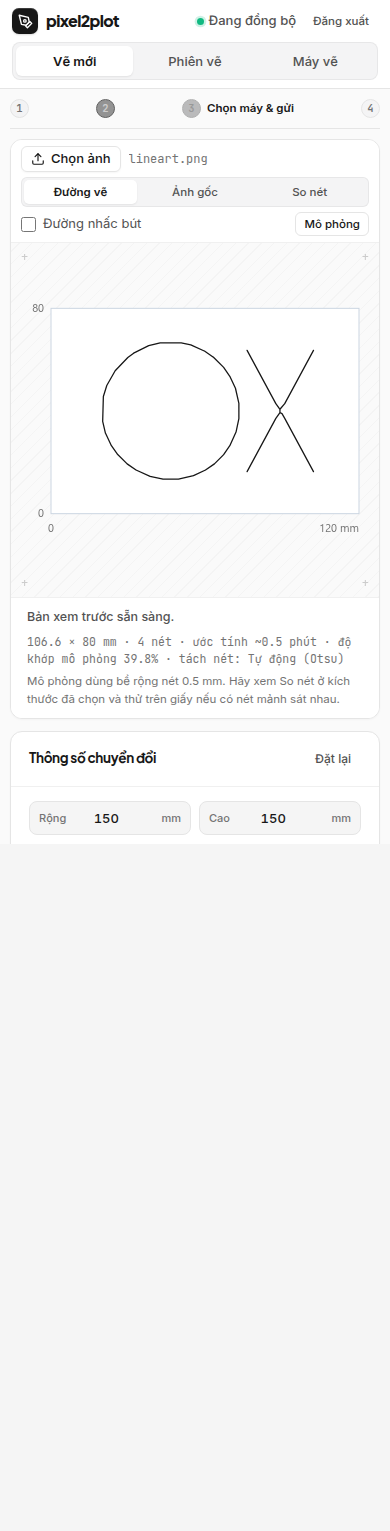 pixel2plot
Đang đồng bộ
Đăng xuất
Vẽ mới
Phiên vẽ
Máy vẽ
1
2
3
Chọn máy & gửi
4
Chọn ảnh
lineart.png
Đường vẽ
Ảnh gốc
So nét
Đường nhấc bút
Mô phỏng
80
0
0
120 mm
Bản xem trước sẵn sàng.
106.6 × 80 mm · 4 nét · ước tính ~0.5 phút · độ
khớp mô phỏng 39.8% · tách nét: Tự động (Otsu)
Mô phỏng dùng bề rộng nét 0.5 mm. Hãy xem So nét ở kích
thước đã chọn và thử trên giấy nếu có nét mảnh sát nhau.
Thông số chuyển đổi
Đặt lại
Rộng
150
mm
Cao
150
mm